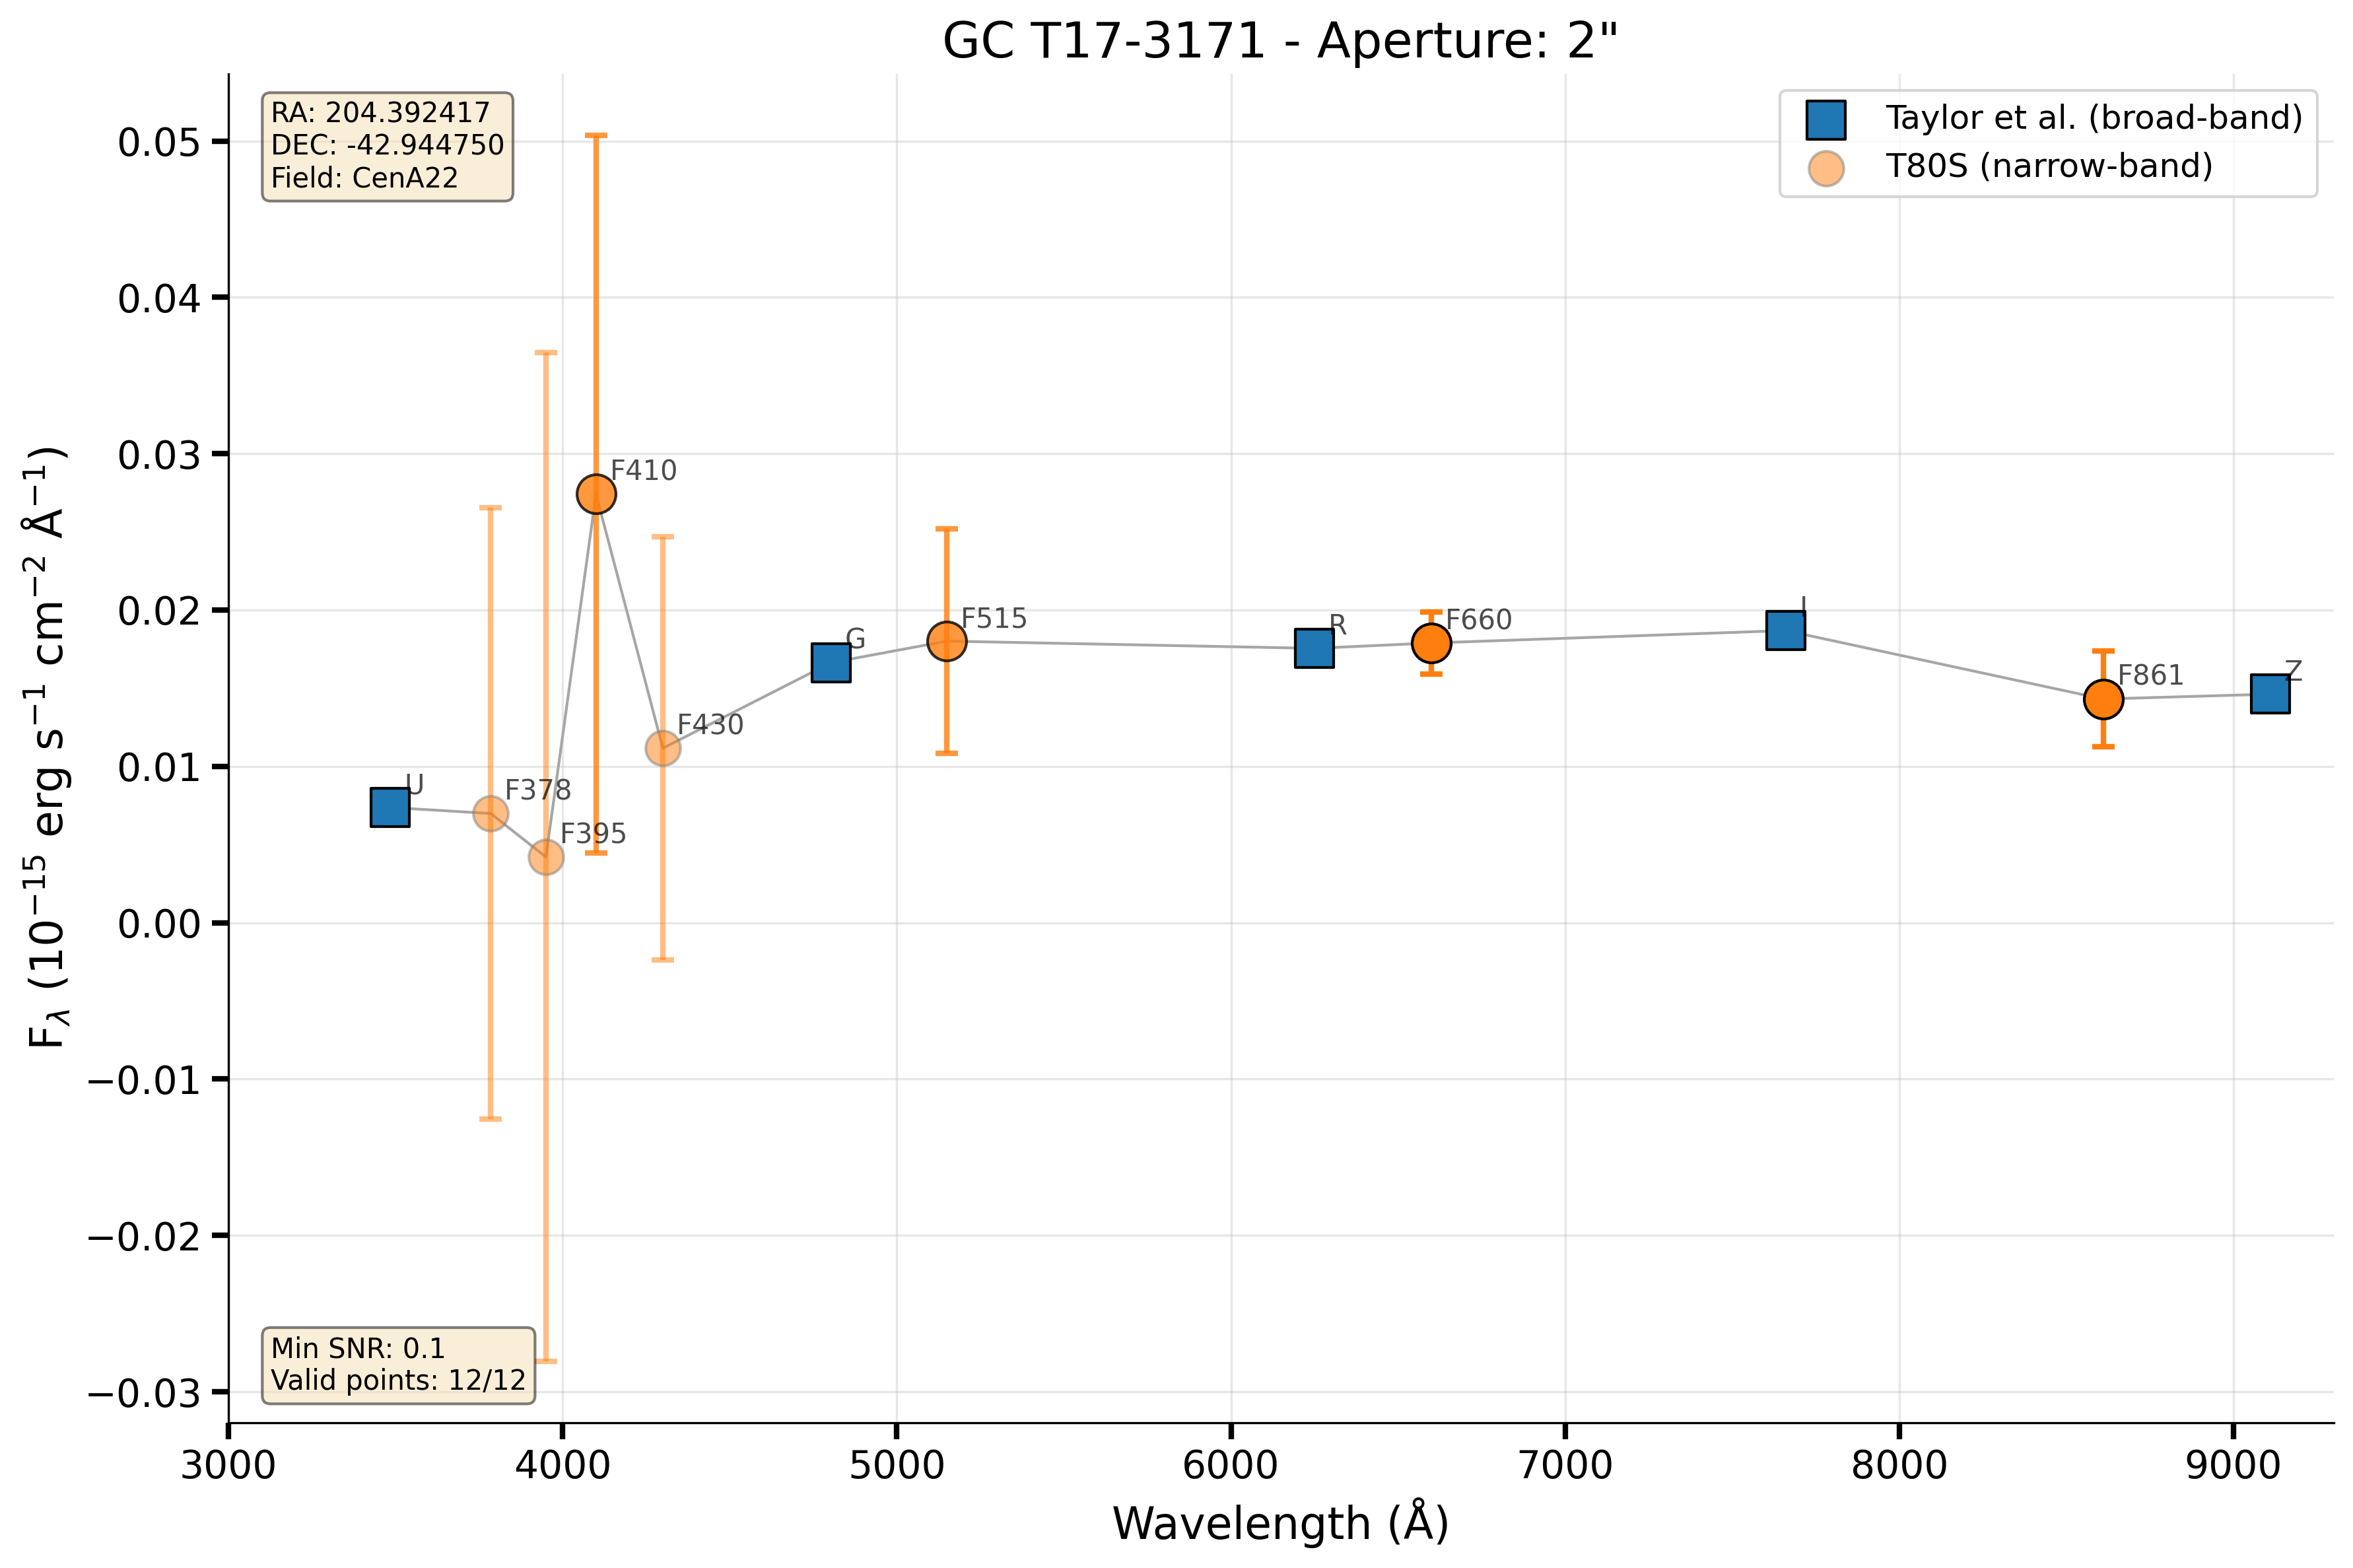 GC T17-3171 - Aperture: 2"
RA: 204.392417
DEC: -42.944750
Field: CenA22
Taylor et al. (broad-band)
T80S (narrow-band)
F_λ (10⁻¹⁵ erg s⁻¹ cm⁻² Å⁻¹)
0.05
0.04
0.03
0.02
0.01
0.00
−0.01
−0.02
−0.03
U
F378
F395
F410
F430
G
F515
R
F660
I
F861
Z
Min SNR: 0.1
Valid points: 12/12
3000 4000 5000 6000 7000 8000 9000
Wavelength (Å)